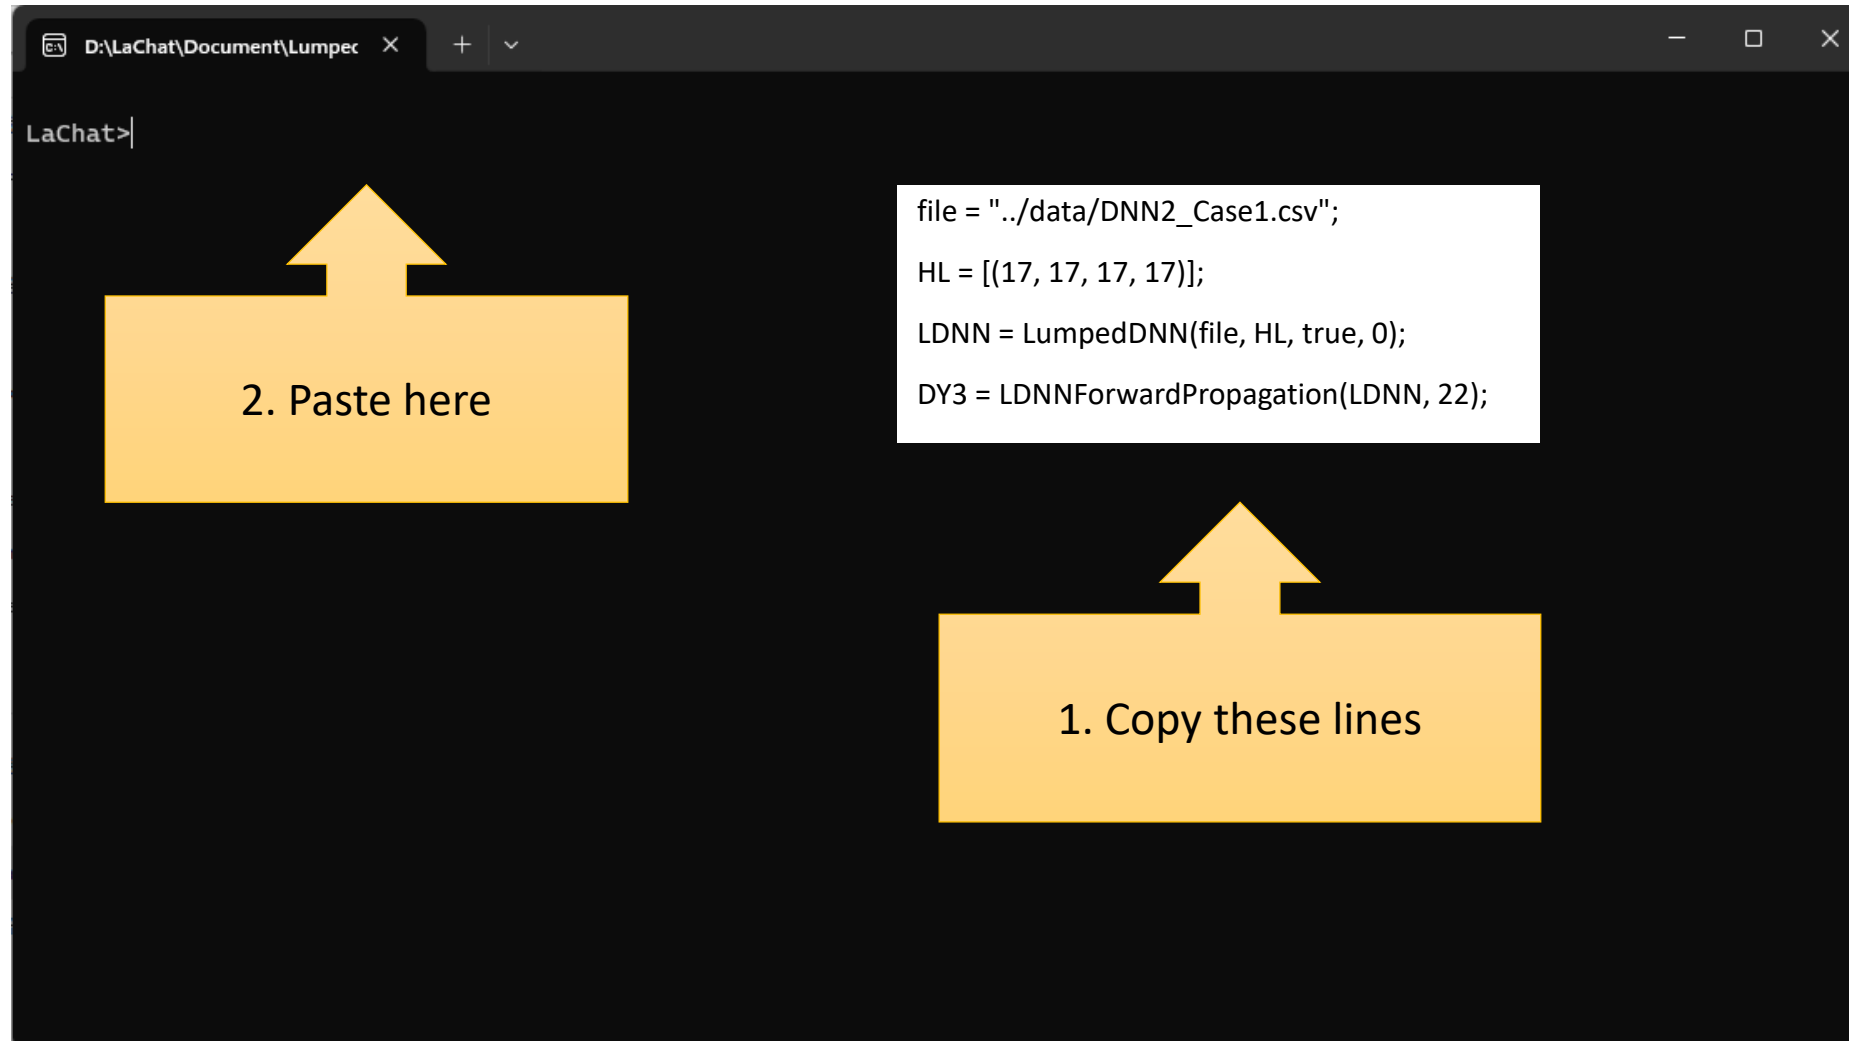 D:\LaChat\Document\Lumpec
LaChat>
file = "../data/DNN2_Case1.csv";
HL = [(17, 17, 17, 17)];
LDNN = LumpedDNN(file, HL, true, 0);
DY3 = LDNNForwardPropagation(LDNN, 22);
2. Paste here
1. Copy these lines